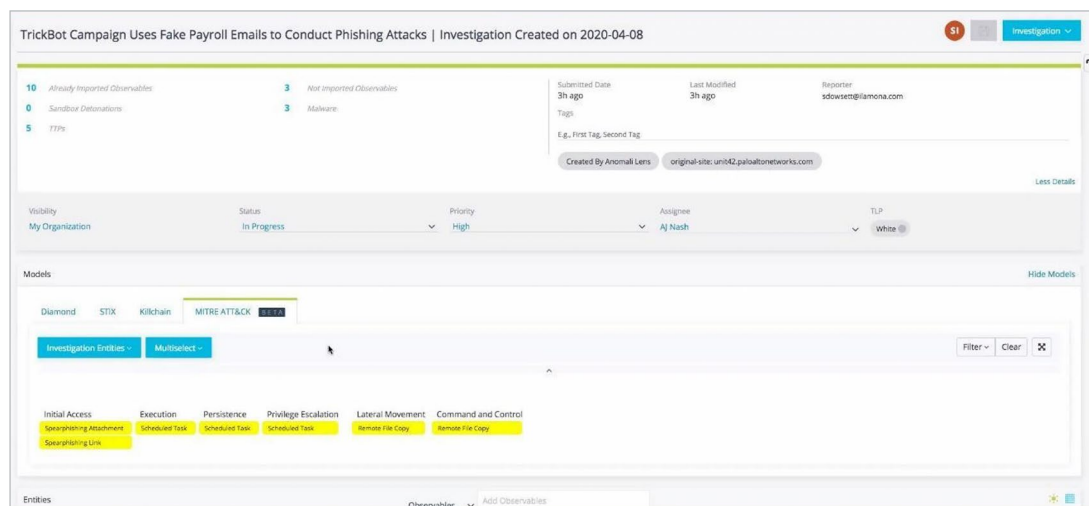 TrickBot Campaign Uses Fake Payroll Emails to Conduct Phishing Attacks | Investigation Created on 2020-04-08
SI
Investigation
10 Already Imported Observables
3 Not Imported Observables
0 Sandbox Detonations
3 Malware
5 TTPs
Submitted Date
3h ago
Last Modified
3h ago
Reporter
sdowsett@ilamona.com
Tags
E.g., First Tag, Second Tag
Created By Anomali Lens
original-site: unit42.paloaltonetworks.com
Less Details
Visibility
My Organization
Status
In Progress
Priority
High
Assignee
AJ Nash
TLP
White
Models
Hide Models
Diamond STIX Killchain MITRE ATT&CK BETA
Investigation Entities
Multiselect
Filter
Clear
Initial Access Execution Persistence Privilege Escalation Lateral Movement Command and Control
Spearphishing Attachment Scheduled Task Scheduled Task Scheduled Task Remote File Copy Remote File Copy
Spearphishing Link
Entities
Observables
Add Observables